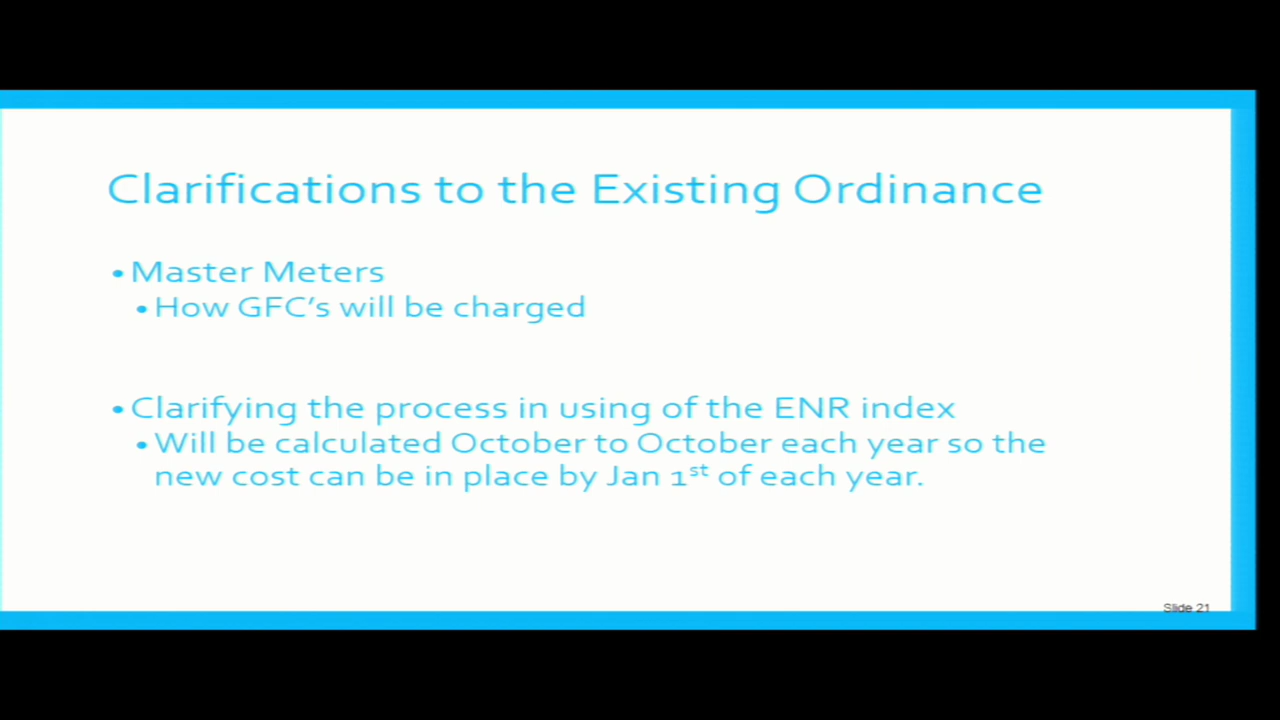 Clarifications to the Existing Ordinance
• Master Meters
• How GFC's will be charged
• Clarifying the process in using of the ENR index
• Will be calculated October to October each year so the
new cost can be in place by Jan 1st of each year.
Slide 21